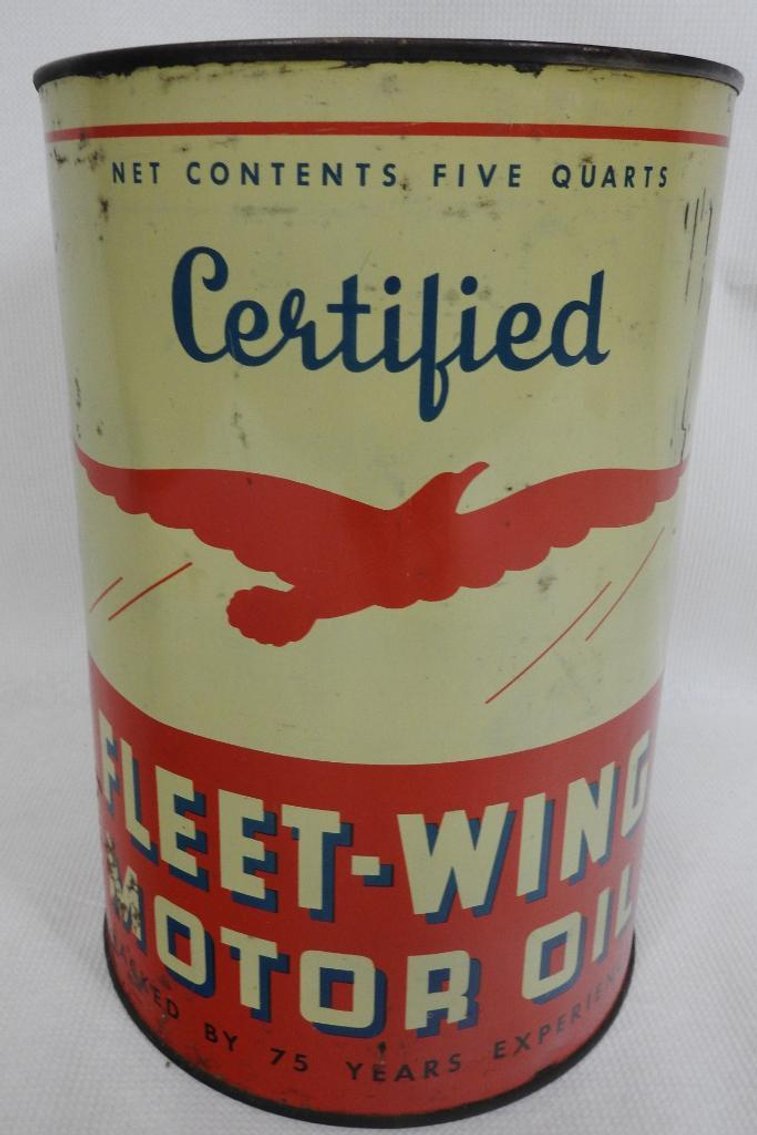 NET CONTENTS FIVE QUARTS
Certified
FLEET-WING
MOTOR OIL
BY 75 YEARS